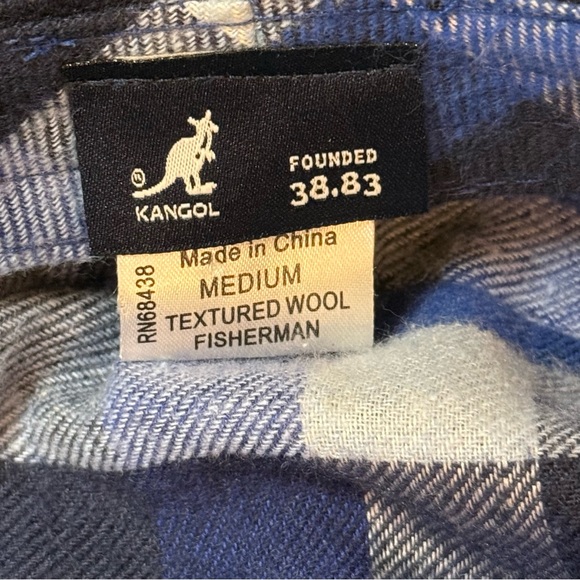 KANGOL
FOUNDED
38.83
Made in China
MEDIUM
TEXTURED WOOL
FISHERMAN
RN68438